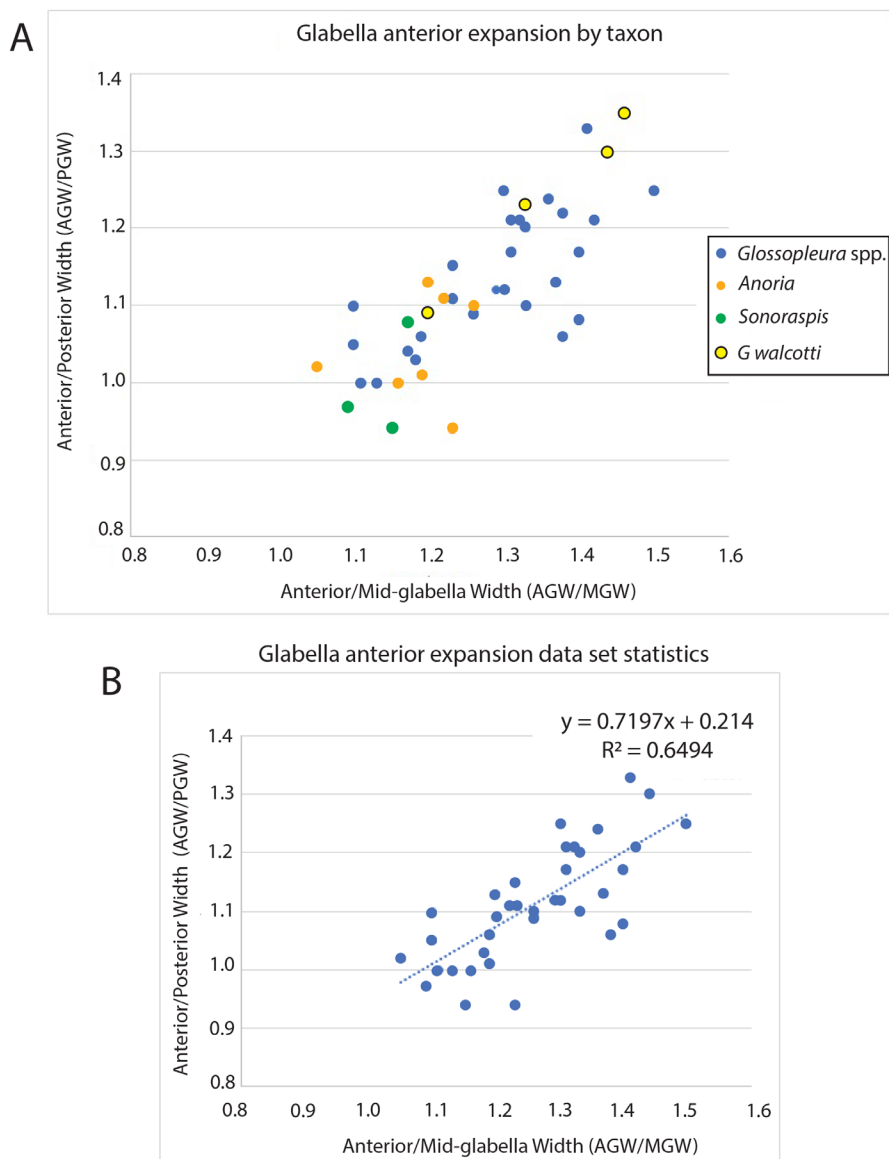 A
Glabella anterior expansion by taxon
Anterior/Posterior Width (AGW/PGW)
1.4
1.3
1.2
1.1
1.0
0.9
0.8
0.8 0.9 1.0 1.1 1.2 1.3 1.4 1.5 1.6
Anterior/Mid-glabella Width (AGW/MGW)
Glossopleura spp.
Anoria
Sonoraspis
G walcotti
B
Glabella anterior expansion data set statistics
y = 0.7197x + 0.214
R² = 0.6494
Anterior/Posterior Width (AGW/PGW)
1.4
1.3
1.2
1.1
1.0
0.9
0.8
0.8 0.9 1.0 1.1 1.2 1.3 1.4 1.5 1.6
Anterior/Mid-glabella Width (AGW/MGW)